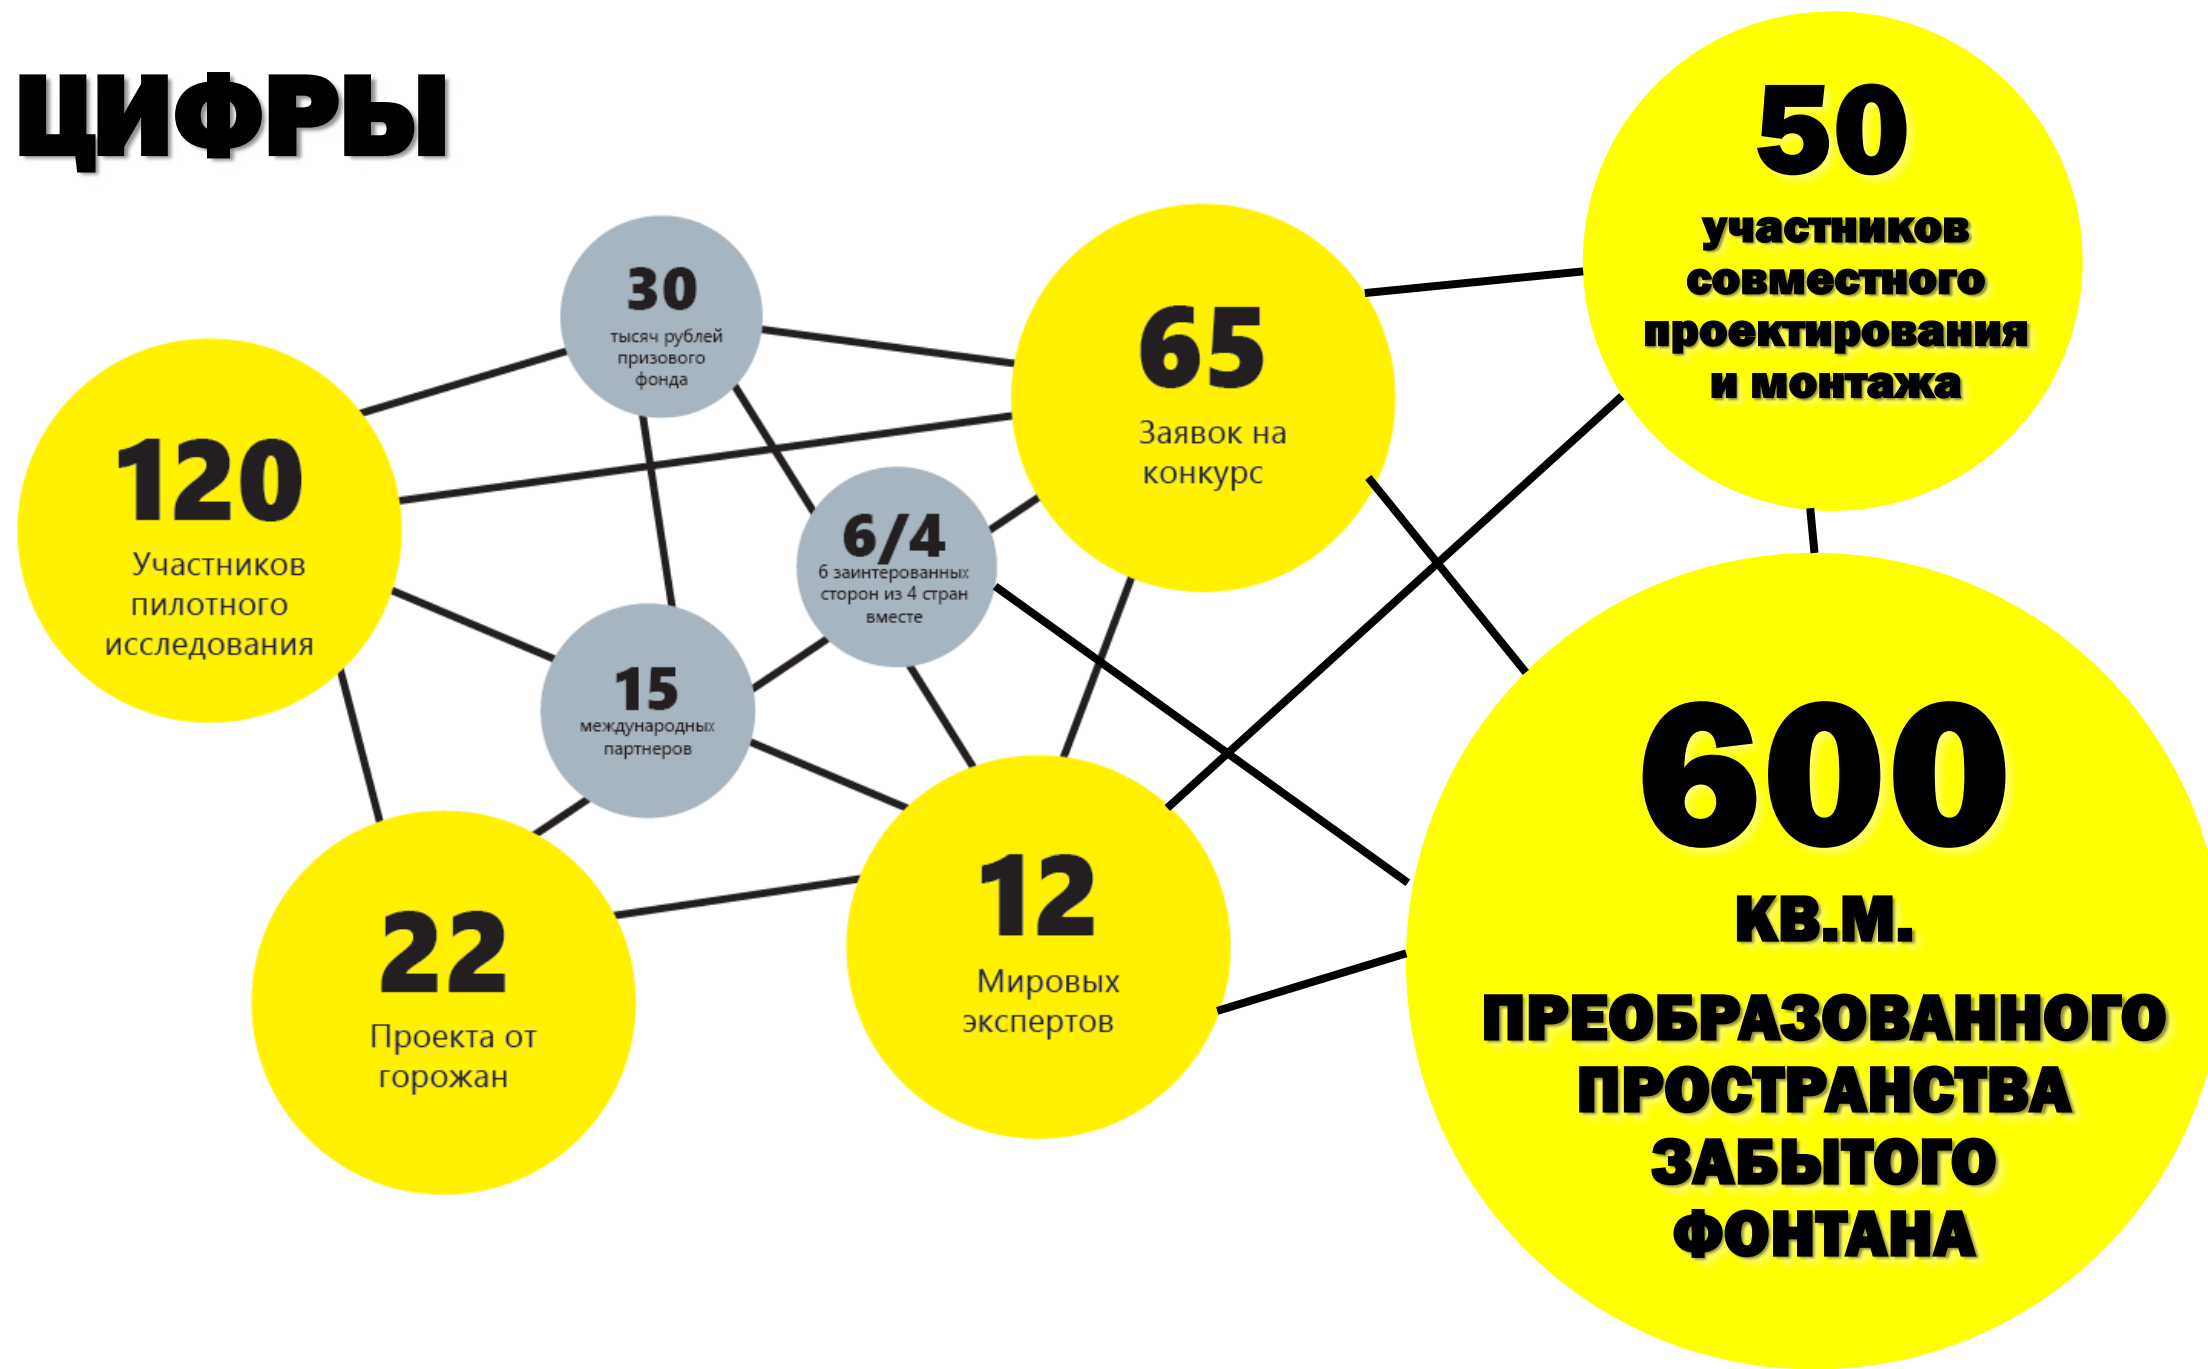 ЦИФРЫ
30
тысяч рублей
призового
фонда
65
Заявок на
конкурс
50
участников
совместного
проектирования
и монтажа
120
Участников
пилотного
исследования
6/4
6 заинтерованных
сторон из 4 стран
вместе
15
международных
партнеров
22
Проекта от
горожан
12
Мировых
экспертов
600
КВ.М.
ПРЕОБРАЗОВАННОГО
ПРОСТРАНСТВА
ЗАБЫТОГО
ФОНТАНА